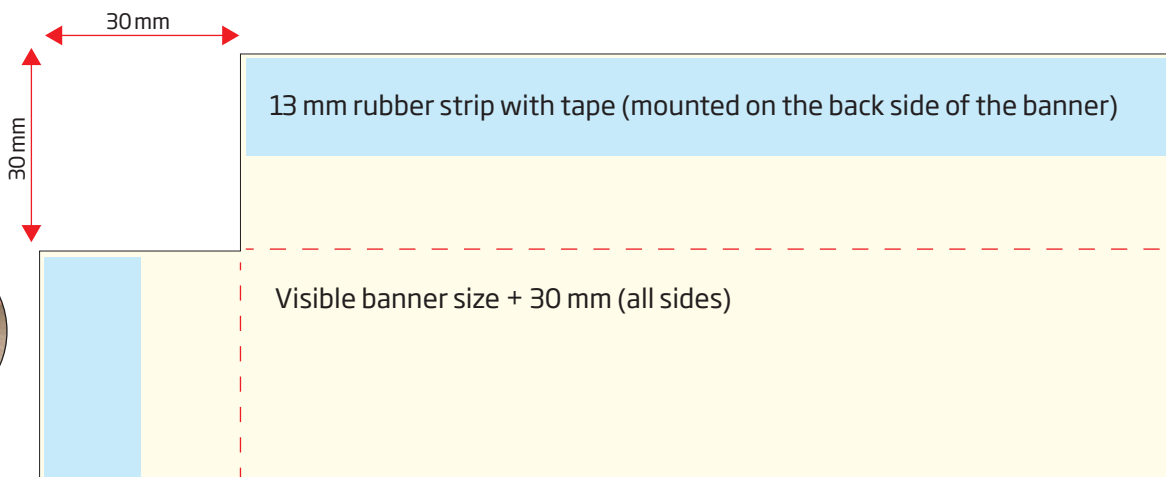 30 mm
30 mm
13 mm rubber strip with tape (mounted on the back side of the banner)
Visible banner size + 30 mm (all sides)